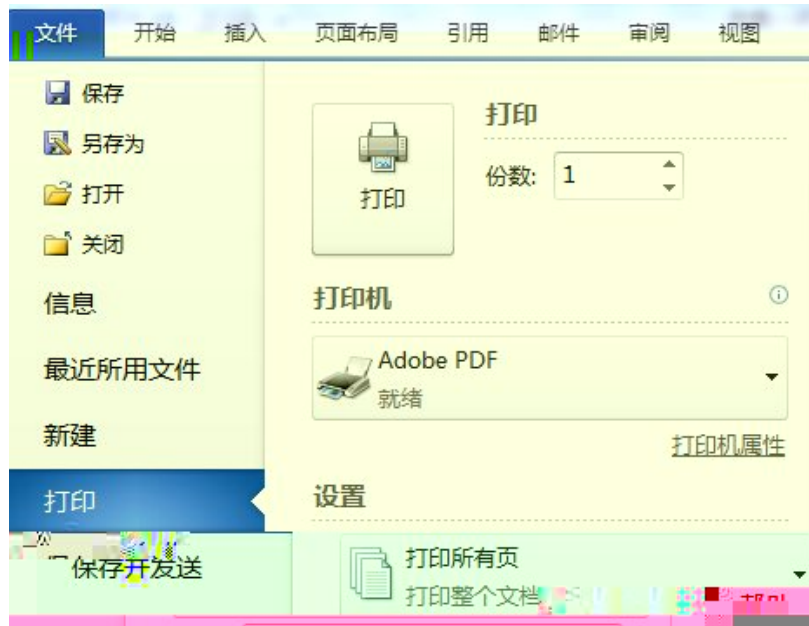 文件 开始 插入 页面布局 引用 邮件 审阅 视图
保存
另存为
打开
关闭
信息
最近所用文件
新建
打印
保存并发送
打印
打印
份数: 1
打印机
Adobe PDF
就绪
打印机属性
设置
打印所有页
打印整个文档